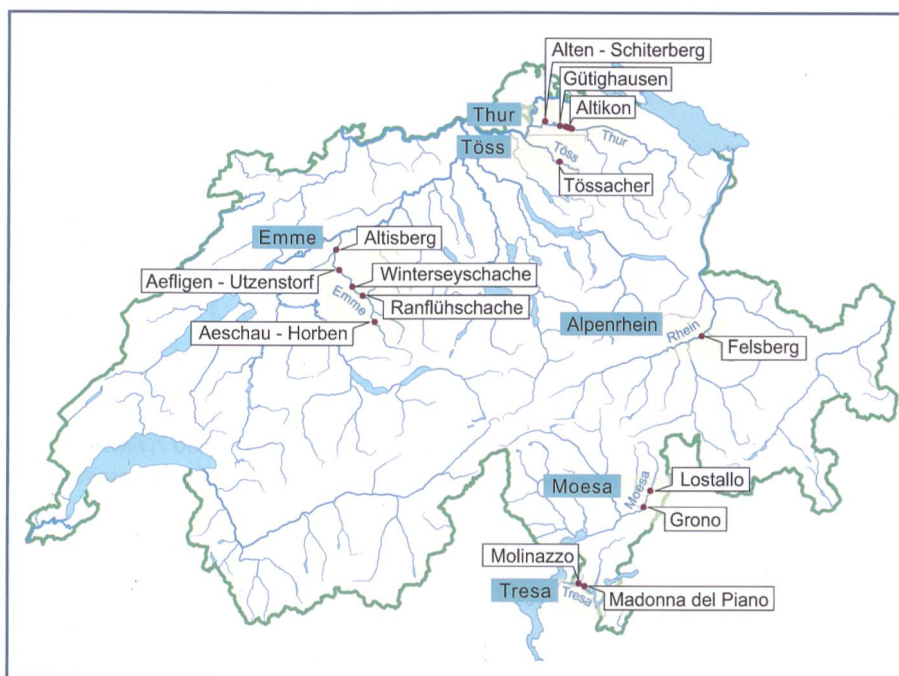 Alten - Schiterberg
Gütighausen
Altikon
Thur
Thur
Töss
Töss
Tössacher
Emme
Altisberg
Aefligen - Utzenstorf
Winterseyschache
Emme
Ranflühschache
Aeschau - Horben
Alpenrhein
Rhein
Felsberg
Moesa
Moesa
Lostallo
Grono
Molinazzo
Tresa
Tresa
Madonna del Piano